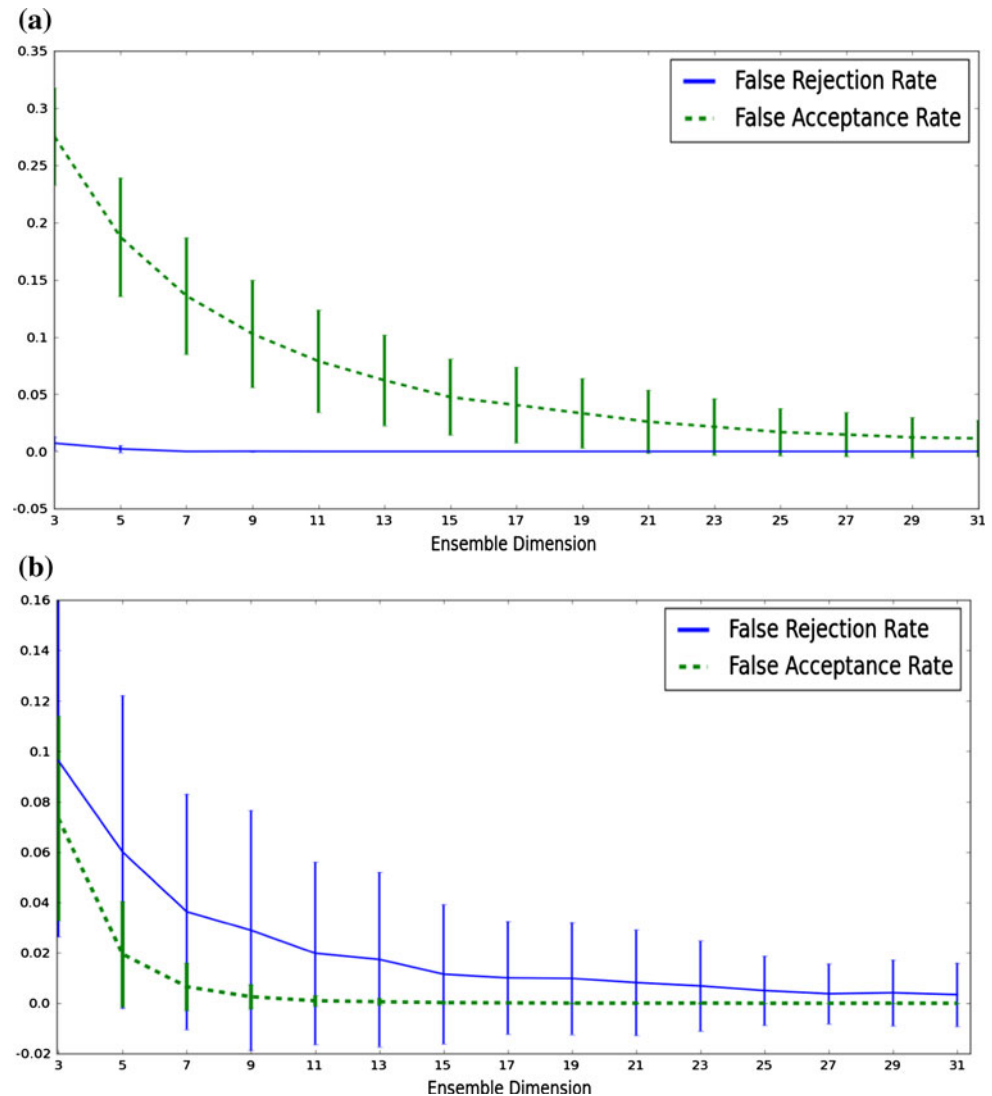 (a)
0.35
0.3
0.25
0.2
0.15
0.1
0.05
0.0
-0.05
False Rejection Rate
False Acceptance Rate
3 5 7 9 11 13 15 17 19 21 23 25 27 29 31
Ensemble Dimension
(b)
0.16
0.14
0.12
0.1
0.08
0.06
0.04
0.02
0.0
-0.02
False Rejection Rate
False Acceptance Rate
3 5 7 9 11 13 15 17 19 21 23 25 27 29 31
Ensemble Dimension